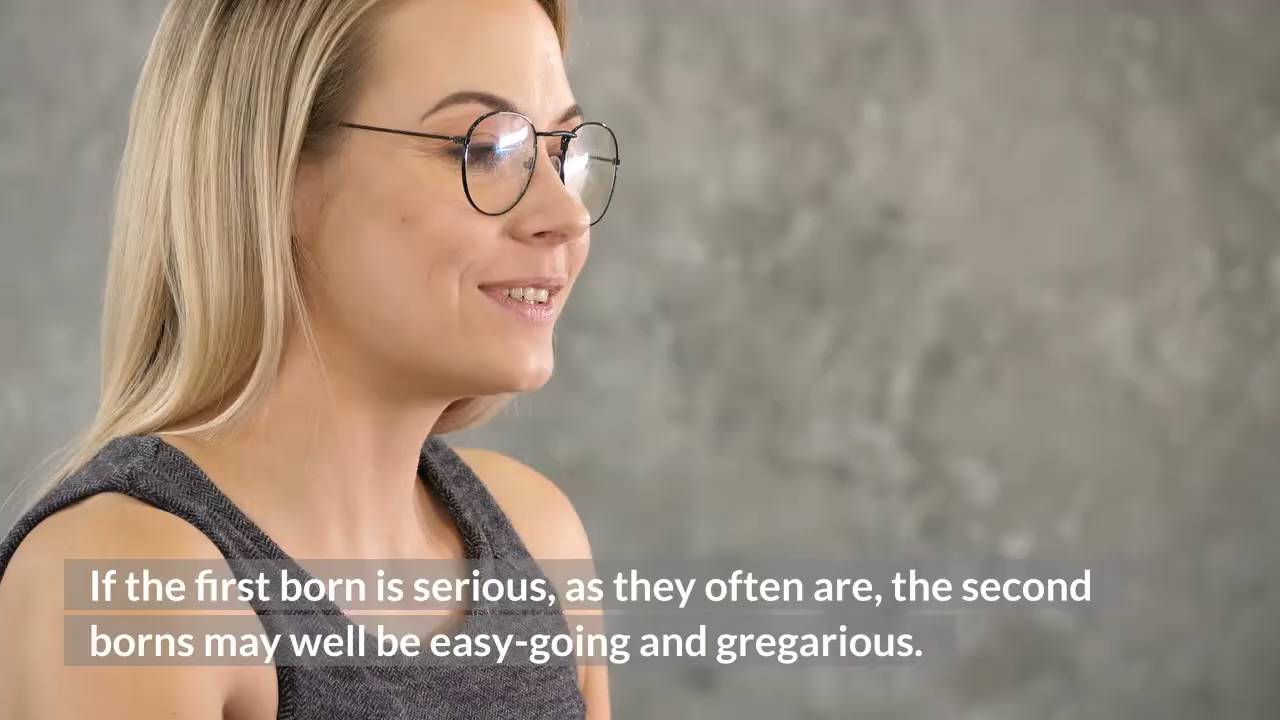 If the first born is serious, as they often are, the second
borns may well be easy-going and gregarious.